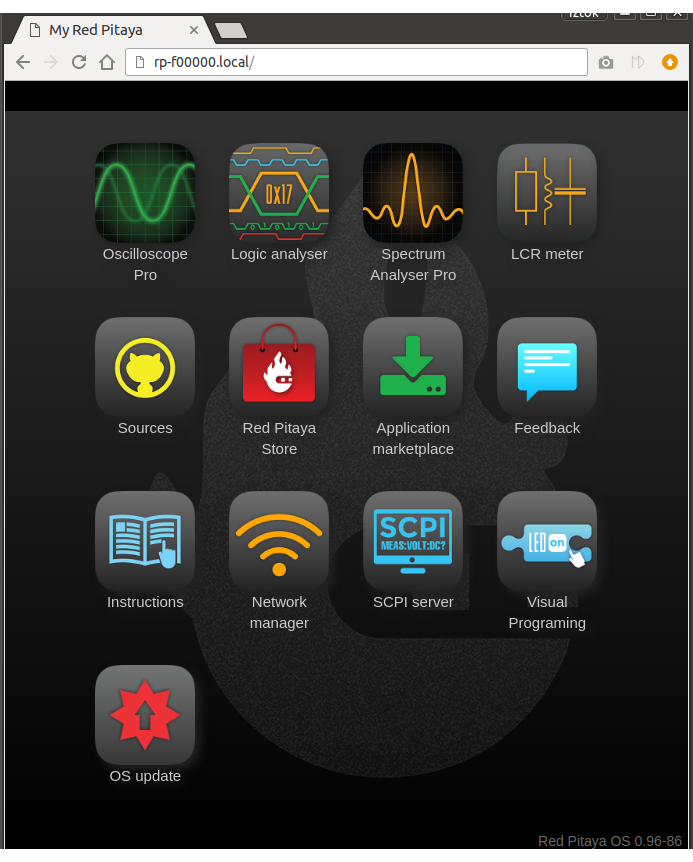 Iztok
My Red Pitaya
rp-f00000.local/
0x17
Oscilloscope
Pro
Logic analyser
Spectrum
Analyser Pro
LCR meter
Sources
Red Pitaya
Store
Application
marketplace
Feedback
SCPI
MEAS:VOLT:DC?
LED on
Instructions
Network
manager
SCPI server
Visual
Programing
OS update
Red Pitaya OS 0.96-86